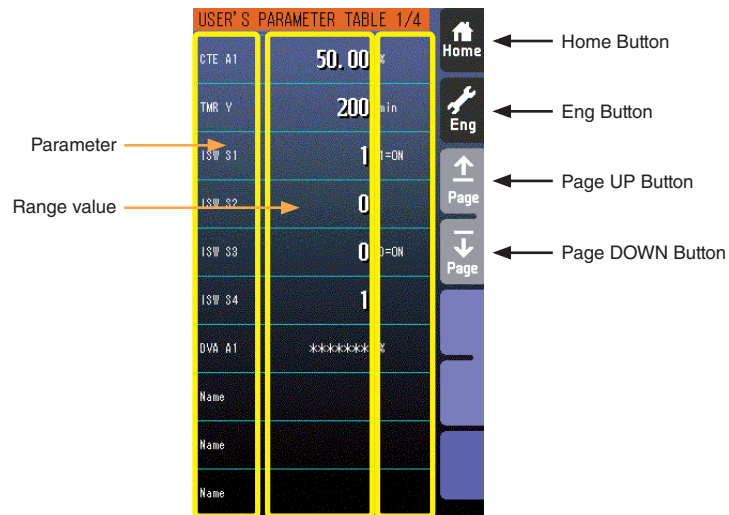 USER'S PARAMETER TABLE 1/4
Home
Home Button
CTE A1 50.00 %
TMR Y 200 min
Eng
Eng Button
Parameter
ISW S1 1 1=ON
Page
Page UP Button
Range value
ISW S2 0
ISW S3 0 0=ON
Page
Page DOWN Button
ISW S4 1
DVA A1 ******* %
Name
Name
Name